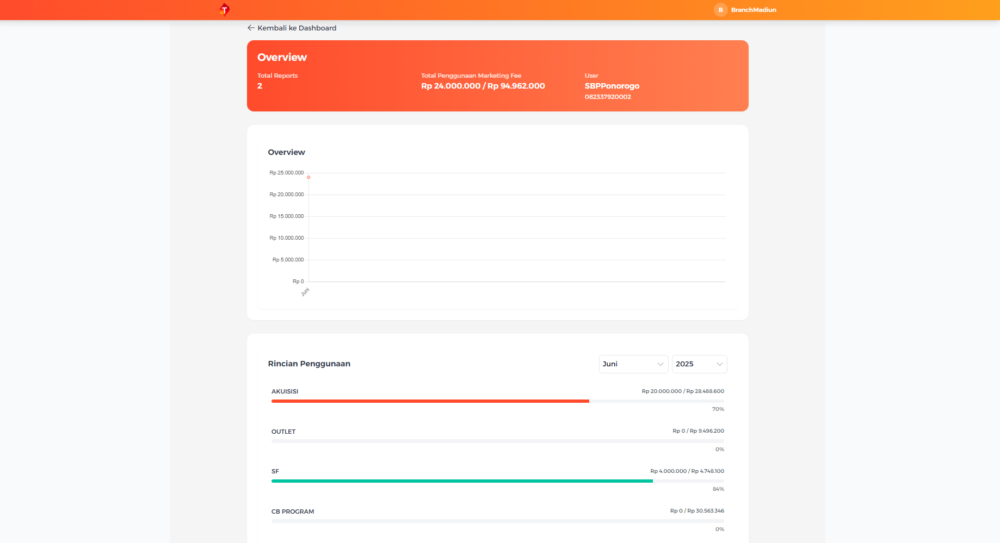 T
B BranchMadiun
Kembali ke Dashboard
Overview
Total Reports
2
Total Penggunaan Marketing Fee
Rp 24.000.000 / Rp 94.962.000
User
SBPPonorogo
082337920002
Overview
Rp 25.000.000
Rp 20.000.000
Rp 15.000.000
Rp 10.000.000
Rp 5.000.000
Rp 0
Juni
Rincian Penggunaan
Juni
2025
AKUISISI
Rp 20.000.000 / Rp 28.488.600
70%
OUTLET
Rp 0 / Rp 9.496.200
0%
SF
Rp 4.000.000 / Rp 4.748.100
84%
CB PROGRAM
Rp 0 / Rp 30.563.346
0%